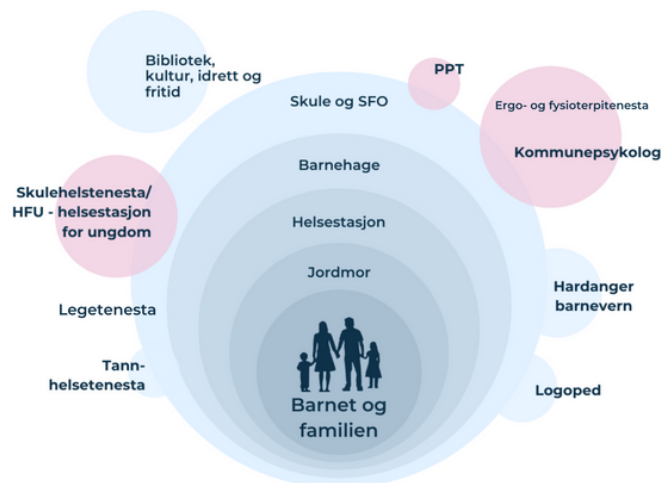 Bibliotek,
kultur, idrett og
fritid
PPT
Skule og SFO
Ergo- og fysioterpitenesta
Kommunepsykolog
Barnehage
Skulehelstenesta/
HFU - helsestasjon
for ungdom
Helsestasjon
Jordmor
Hardanger
barnevern
Legetenesta
Tann-
helsetenesta
Logoped
Barnet og
familien